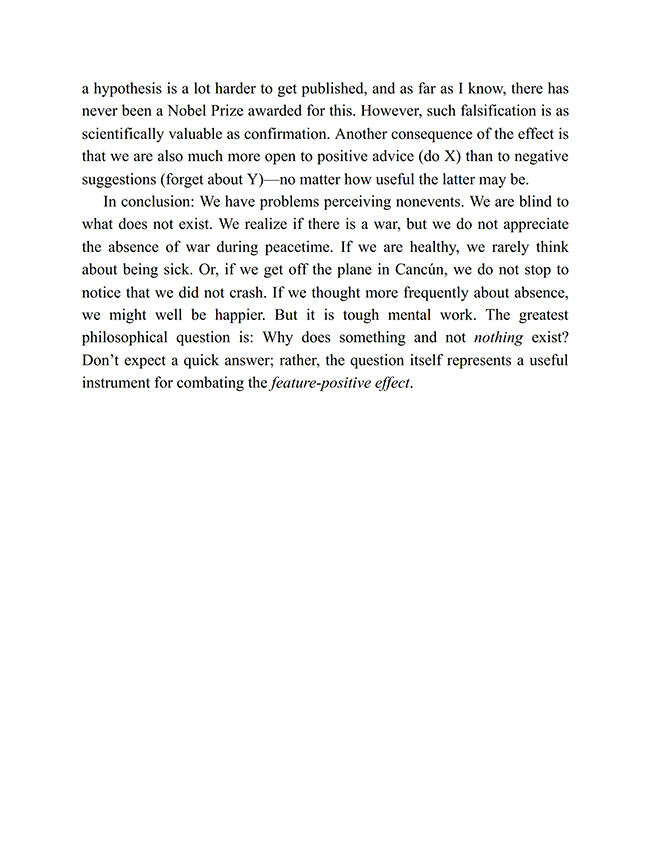 a hypothesis is a lot harder to get published, and as far as I know, there has
never been a Nobel Prize awarded for this. However, such falsification is as
scientifically valuable as confirmation. Another consequence of the effect is
that we are also much more open to positive advice (do X) than to negative
suggestions (forget about Y)—no matter how useful the latter may be.
In conclusion: We have problems perceiving nonevents. We are blind to
what does not exist. We realize if there is a war, but we do not appreciate
the absence of war during peacetime. If we are healthy, we rarely think
about being sick. Or, if we get off the plane in Cancún, we do not stop to
notice that we did not crash. If we thought more frequently about absence,
we might well be happier. But it is tough mental work. The greatest
philosophical question is: Why does something and not nothing exist?
Don’t expect a quick answer; rather, the question itself represents a useful
instrument for combating the feature-positive effect.